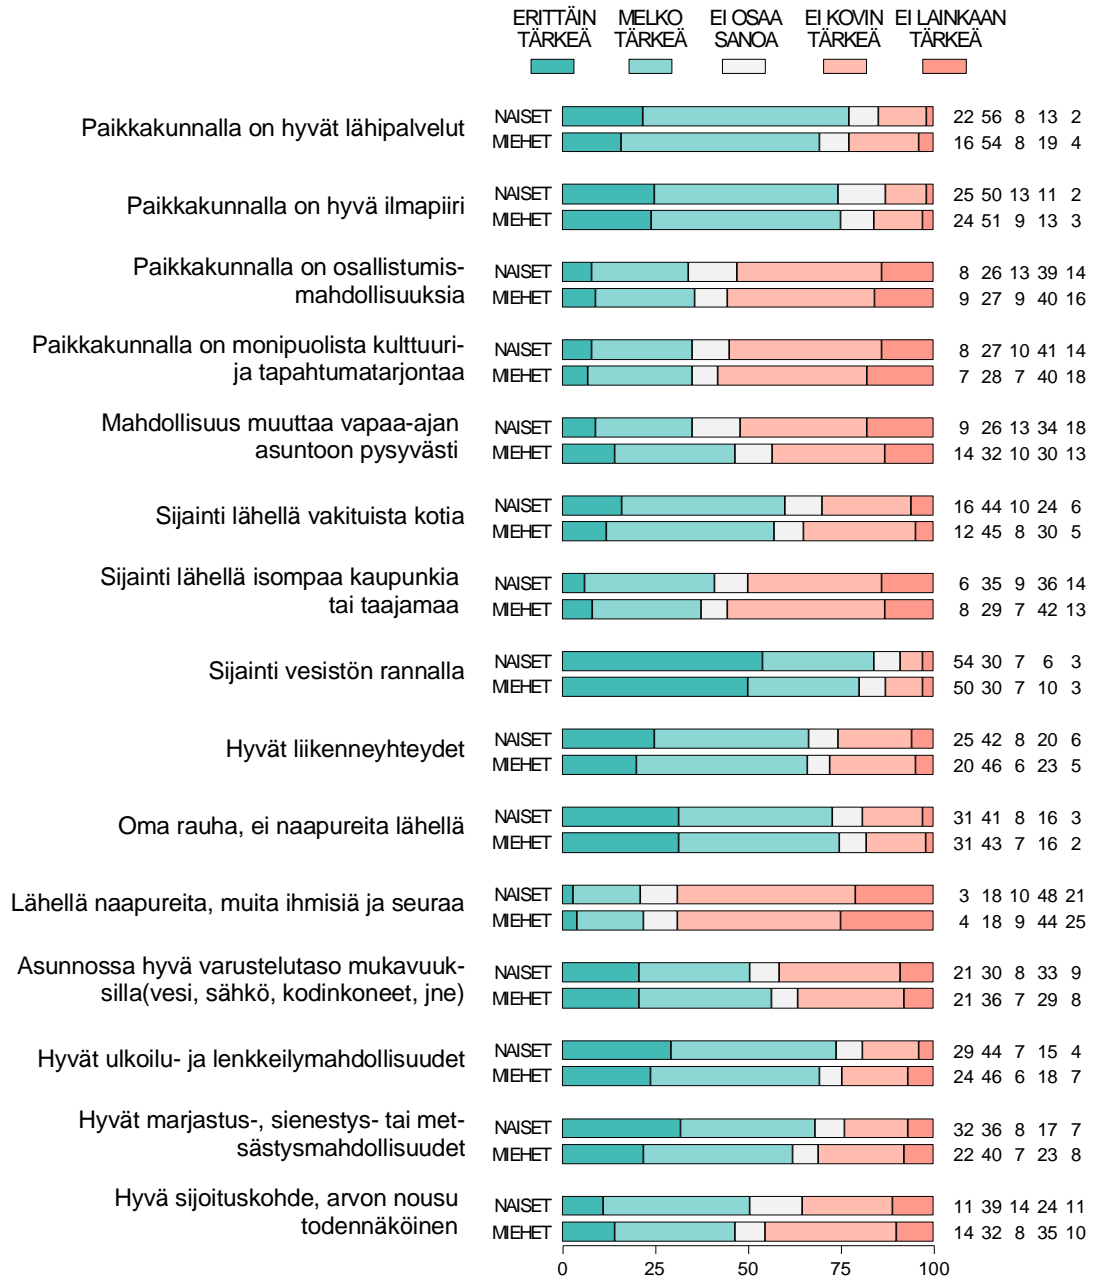 ERITTÄIN TÄRKEÄ
MELKO TÄRKEÄ
EI OSAA SANOA
EI KOVIN TÄRKEÄ
EI LAINKAAN TÄRKEÄ
Paikkakunnalla on hyvät lähipalvelut
NAISET 22 56 8 13 2
MIEHET 16 54 8 19 4
Paikkakunnalla on hyvä ilmapiiri
NAISET 25 50 13 11 2
MIEHET 24 51 9 13 3
Paikkakunnalla on osallistumis-
mahdollisuuksia
NAISET 8 26 13 39 14
MIEHET 9 27 9 40 16
Paikkakunnalla on monipuolista kulttuuri-
ja tapahtumatarjontaa
NAISET 8 27 10 41 14
MIEHET 7 28 7 40 18
Mahdollisuus muuttaa vapaa-ajan
asuntoon pysyvästi
NAISET 9 26 13 34 18
MIEHET 14 32 10 30 13
Sijainti lähellä vakituista kotia
NAISET 16 44 10 24 6
MIEHET 12 45 8 30 5
Sijainti lähellä isompaa kaupunkia
tai taajamaa
NAISET 6 35 9 36 14
MIEHET 8 29 7 42 13
Sijainti vesistön rannalla
NAISET 54 30 7 6 3
MIEHET 50 30 7 10 3
Hyvät liikenneyhteydet
NAISET 25 42 8 20 6
MIEHET 20 46 6 23 5
Oma rauha, ei naapureita lähellä
NAISET 31 41 8 16 3
MIEHET 31 43 7 16 2
Lähellä naapureita, muita ihmisiä ja seuraa
NAISET 3 18 10 48 21
MIEHET 4 18 9 44 25
Asunnossa hyvä varustelutaso mukavuuk-
silla(vesi, sähkö, kodinkoneet, jne)
NAISET 21 30 8 33 9
MIEHET 21 36 7 29 8
Hyvät ulkoilu- ja lenkkeilymahdollisuudet
NAISET 29 44 7 15 4
MIEHET 24 46 6 18 7
Hyvät marjastus-, sienestys- tai met-
sästysmahdollisuudet
NAISET 32 36 8 17 7
MIEHET 22 40 7 23 8
Hyvä sijoituskohde, arvon nousu
todennäköinen
NAISET 11 39 14 24 11
MIEHET 14 32 8 35 10
0 25 50 75 100